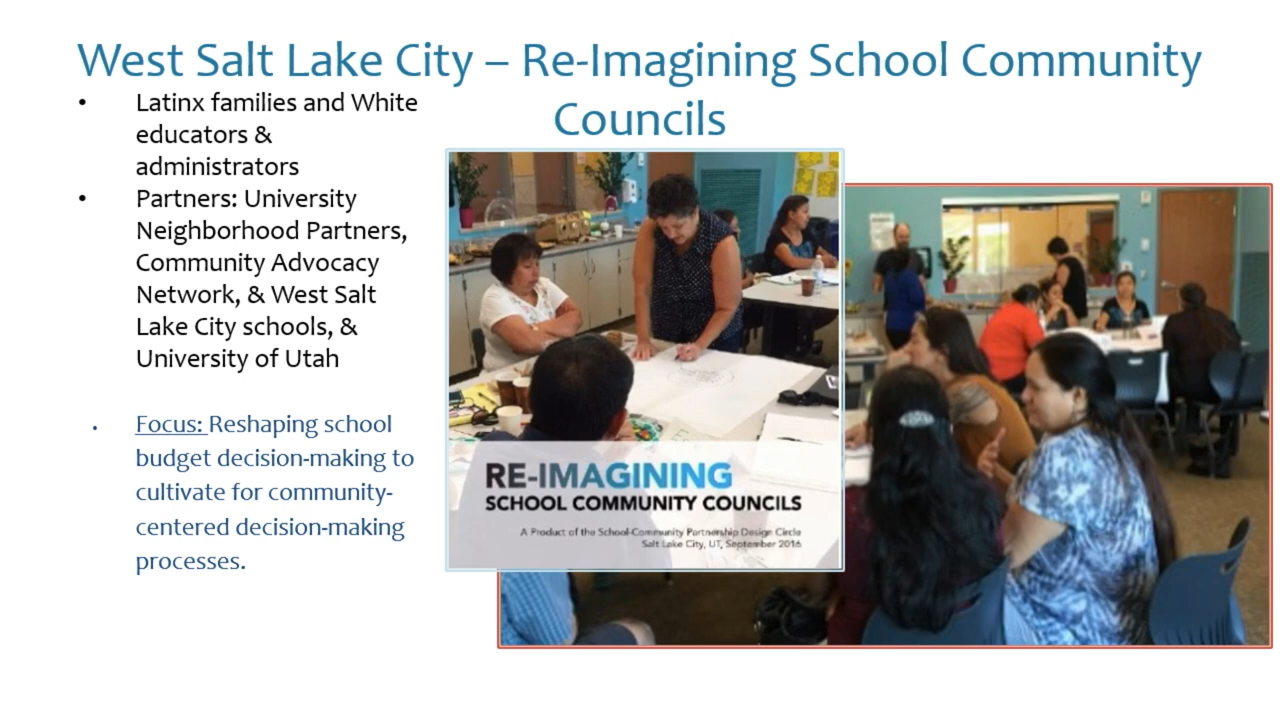 West Salt Lake City – Re-Imagining School Community
Councils
• Latinx families and White
educators &
administrators
• Partners: University
Neighborhood Partners,
Community Advocacy
Network, & West Salt
Lake City schools, &
University of Utah
• Focus: Reshaping school
budget decision-making to
cultivate for community-
centered decision-making
processes.
RE-IMAGINING
SCHOOL COMMUNITY COUNCILS
A Product of the School-Community Partnership Design Circle
Salt Lake City, UT, September 2016